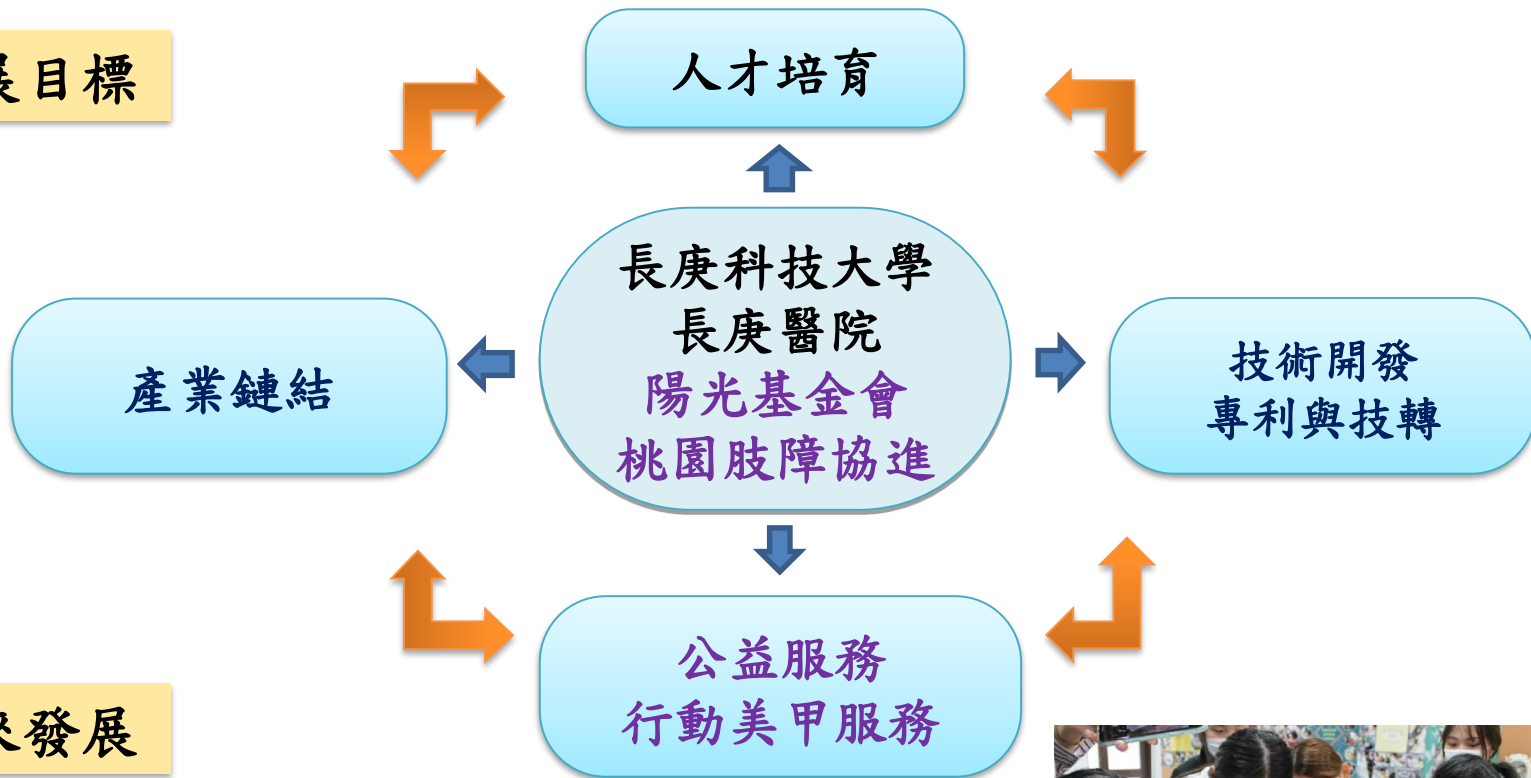 展目標
人才培育
長庚科技大學
長庚醫院
陽光基金會
桃園肢障協進
產業鏈結
技術開發
專利與技轉
公益服務
行動美甲服務
來發展